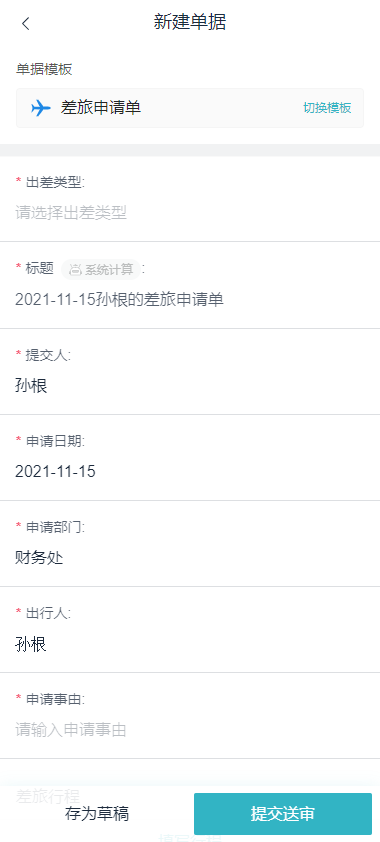 新建单据
单据模板
差旅申请单 切换模板
* 出差类型:
请选择出差类型
* 标题 系统计算 :
2021-11-15孙根的差旅申请单
* 提交人:
孙根
* 申请日期:
2021-11-15
* 申请部门:
财务处
* 出行人:
孙根
* 申请事由:
请输入申请事由
差旅行程
存为草稿 提交送审